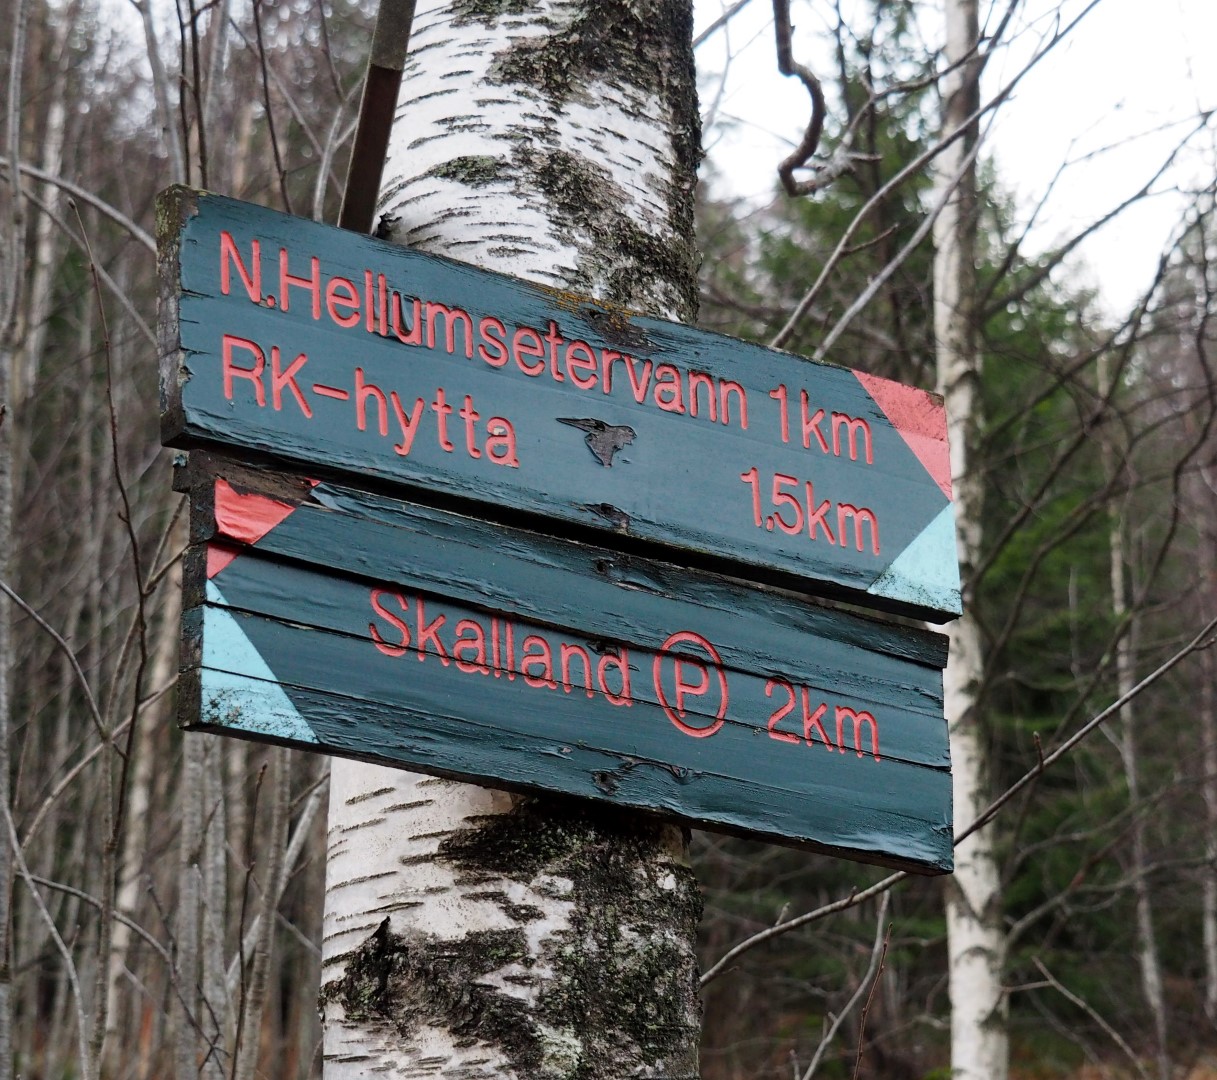 N.Hellumsetervann 1km
RK-hytta 1.5km
Skalland P 2km